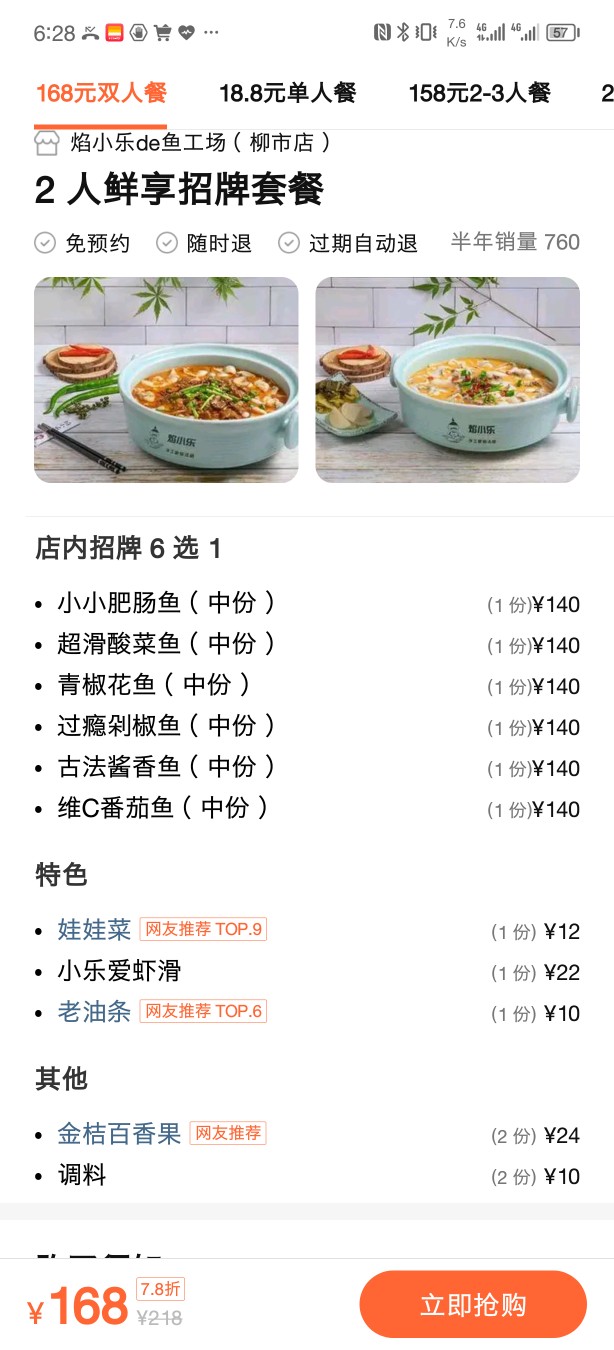 6:28 ··· 7.6 K/s 4G 4G 57
168元双人餐 18.8元单人餐 158元2-3人餐 2
焰小乐de鱼工场（柳市店）
2 人鲜享招牌套餐
免预约 随时退 过期自动退 半年销量 760
焰小乐 焰小乐
店内招牌 6 选 1
• 小小肥肠鱼（中份） (1 份)¥140
• 超滑酸菜鱼（中份） (1 份)¥140
• 青椒花鱼（中份） (1 份)¥140
• 过瘾剁椒鱼（中份） (1 份)¥140
• 古法酱香鱼（中份） (1 份)¥140
• 维C番茄鱼（中份） (1 份)¥140
特色
• 娃娃菜 网友推荐 TOP.9 (1 份) ¥12
• 小乐爱虾滑 (1 份) ¥22
• 老油条 网友推荐 TOP.6 (1 份) ¥10
其他
• 金桔百香果 网友推荐 (2 份) ¥24
• 调料 (2 份) ¥10
¥168 7.8折 ¥218 立即抢购